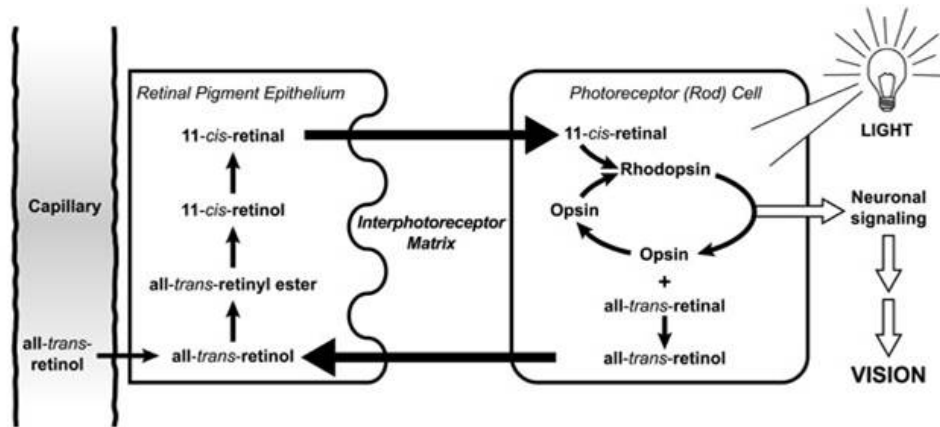 Capillary
all-trans-
retinol
Retinal Pigment Epithelium
11-cis-retinal
11-cis-retinol
all-trans-retinyl ester
all-trans-retinol
Interphotoreceptor
Matrix
Photoreceptor (Rod) Cell
11-cis-retinal
Rhodopsin
Opsin
Opsin
+
all-trans-retinal
all-trans-retinol
LIGHT
Neuronal
signaling
VISION